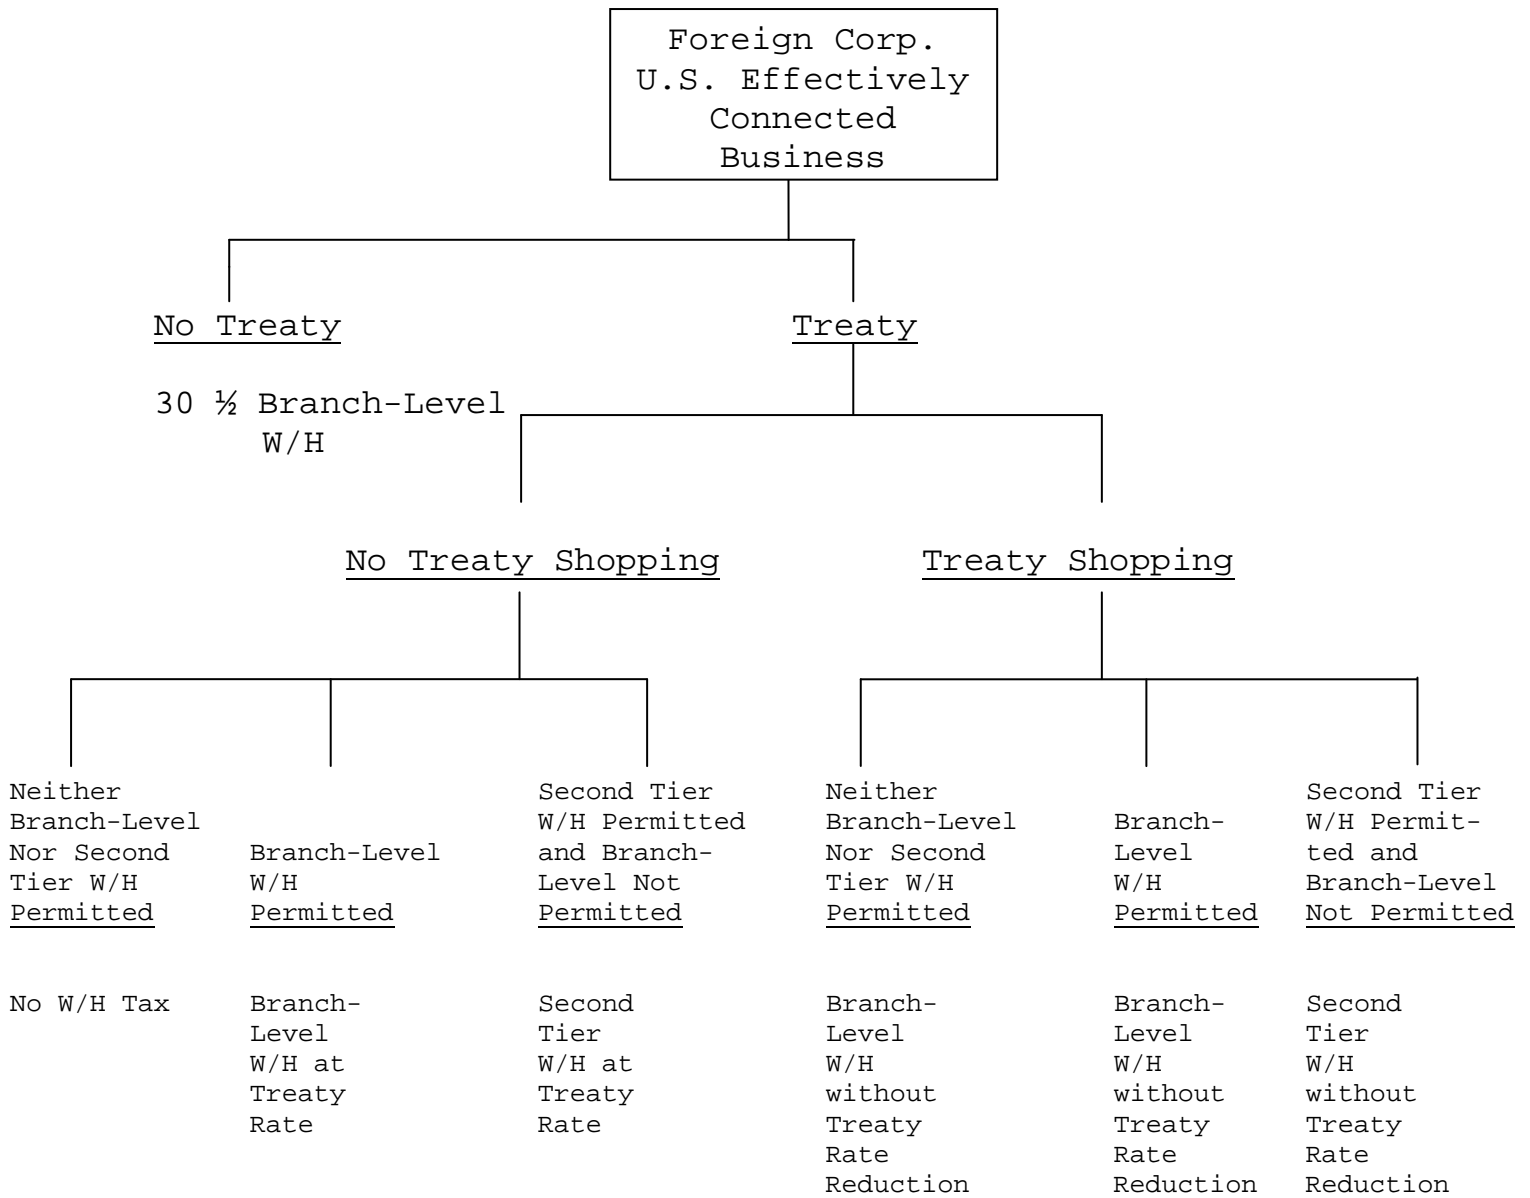 Foreign Corp.
U.S. Effectively
Connected
Business
No Treaty
Treaty
30 ½ Branch-Level
W/H
No Treaty Shopping
Treaty Shopping
Neither
Branch-Level
Nor Second
Tier W/H
Permitted
Branch-Level
W/H
Permitted
Second Tier
W/H Permitted
and Branch-
Level Not
Permitted
Neither
Branch-Level
Nor Second
Tier W/H
Permitted
Branch-
Level
W/H
Permitted
Second Tier
W/H Permit-
ted and
Branch-Level
Not Permitted
No W/H Tax
Branch-
Level
W/H at
Treaty
Rate
Second
Tier
W/H at
Treaty
Rate
Branch-
Level
W/H
without
Treaty
Rate
Reduction
Branch-
Level
W/H
without
Treaty
Rate
Reduction
Second
Tier
W/H
without
Treaty
Rate
Reduction